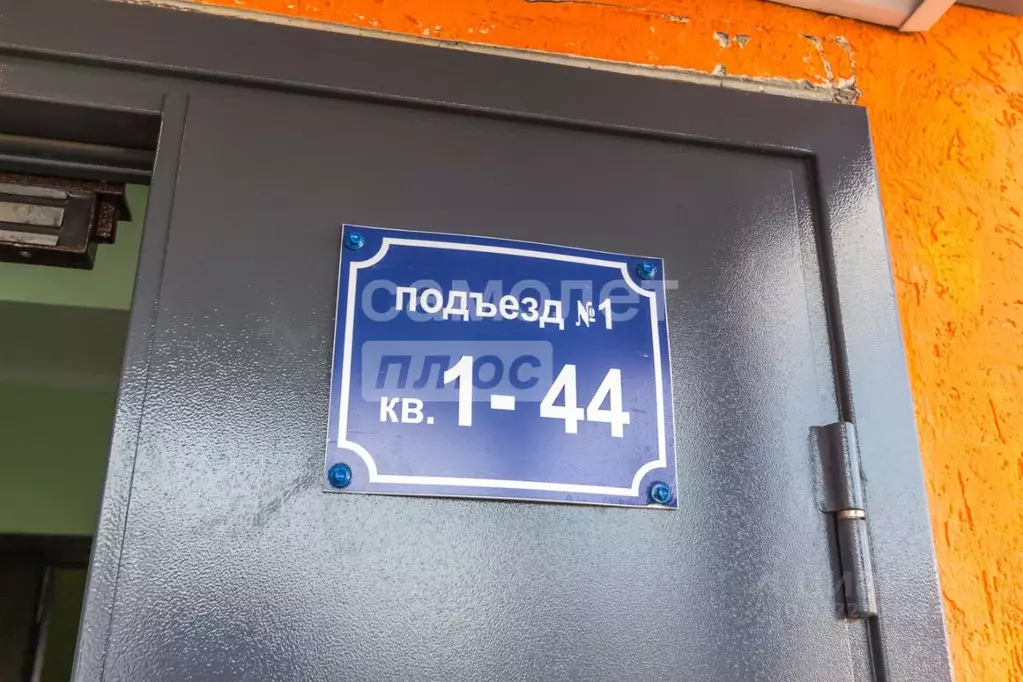 подъезд №1
кв. 1-44
самолет
плюс